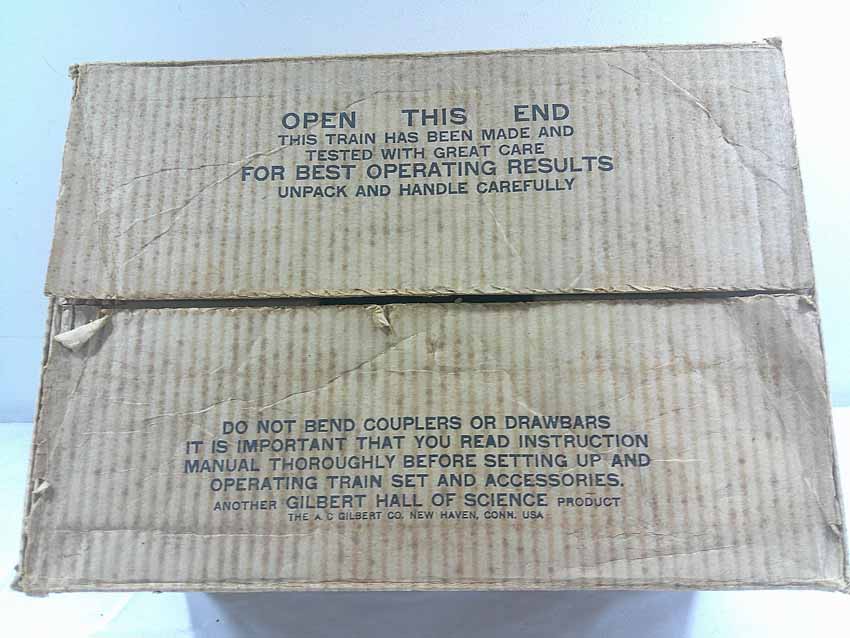 OPEN THIS END
THIS TRAIN HAS BEEN MADE AND
TESTED WITH GREAT CARE
FOR BEST OPERATING RESULTS
UNPACK AND HANDLE CAREFULLY
DO NOT BEND COUPLERS OR DRAWBARS
IT IS IMPORTANT THAT YOU READ INSTRUCTION
MANUAL THOROUGHLY BEFORE SETTING UP AND
OPERATING TRAIN SET AND ACCESSORIES.
ANOTHER GILBERT HALL OF SCIENCE PRODUCT
THE A. C GILBERT CO. NEW HAVEN, CONN. USA